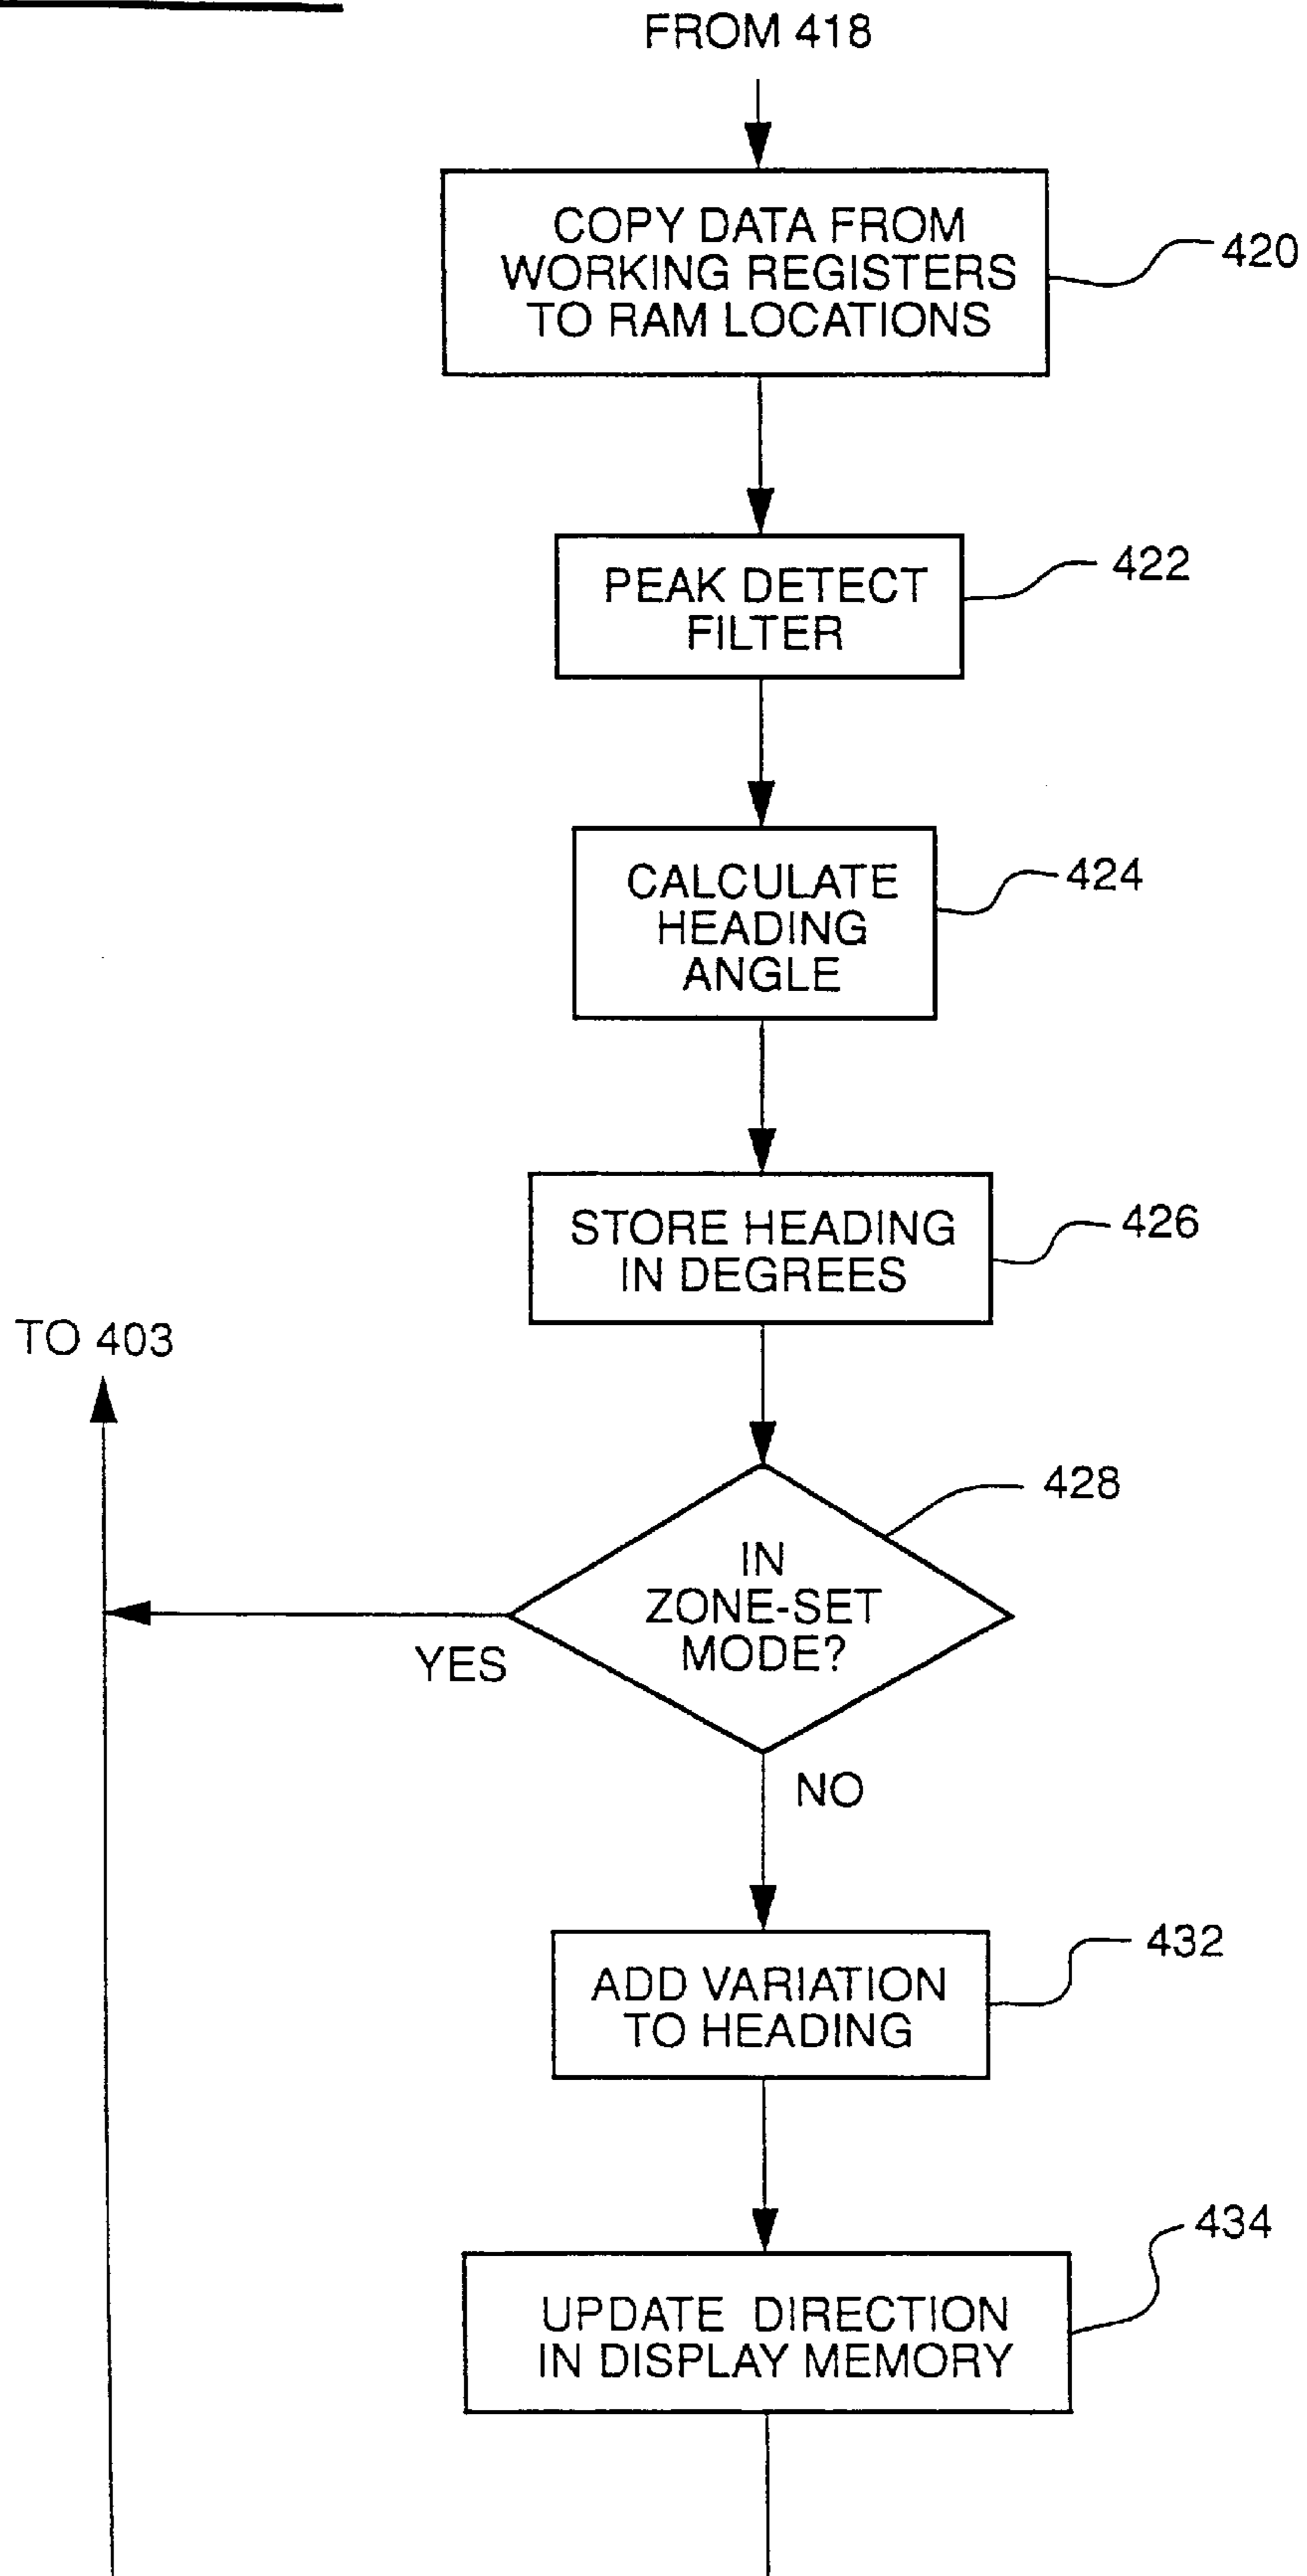 FROM 418
COPY DATA FROM
WORKING REGISTERS
TO RAM LOCATIONS
420
PEAK DETECT
FILTER
422
CALCULATE
HEADING
ANGLE
424
STORE HEADING
IN DEGREES
426
TO 403
IN
ZONE-SET
MODE?
428
YES
NO
ADD VARIATION
TO HEADING
432
UPDATE DIRECTION
IN DISPLAY MEMORY
434